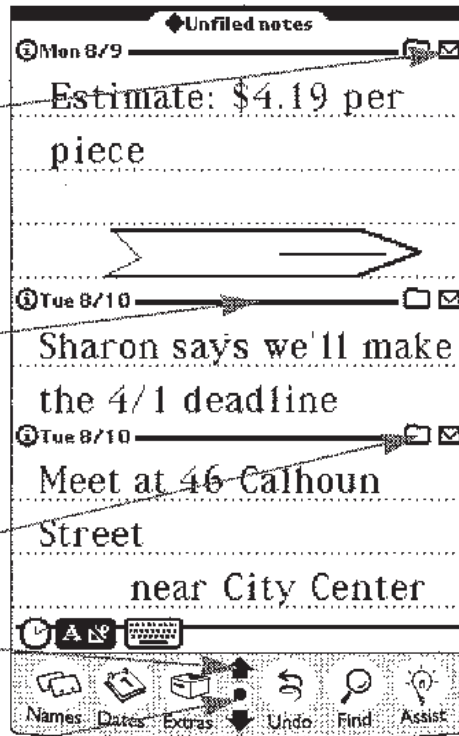 Unfiled notes
Mon 8/9
Estimate: $4.19 per
piece
Tue 8/10
Sharon says we'll make
the 4/1 deadline
Tue 8/10
Meet at 46 Calhoun
Street
near City Center
A
Names Dates Extras Undo Find Assist